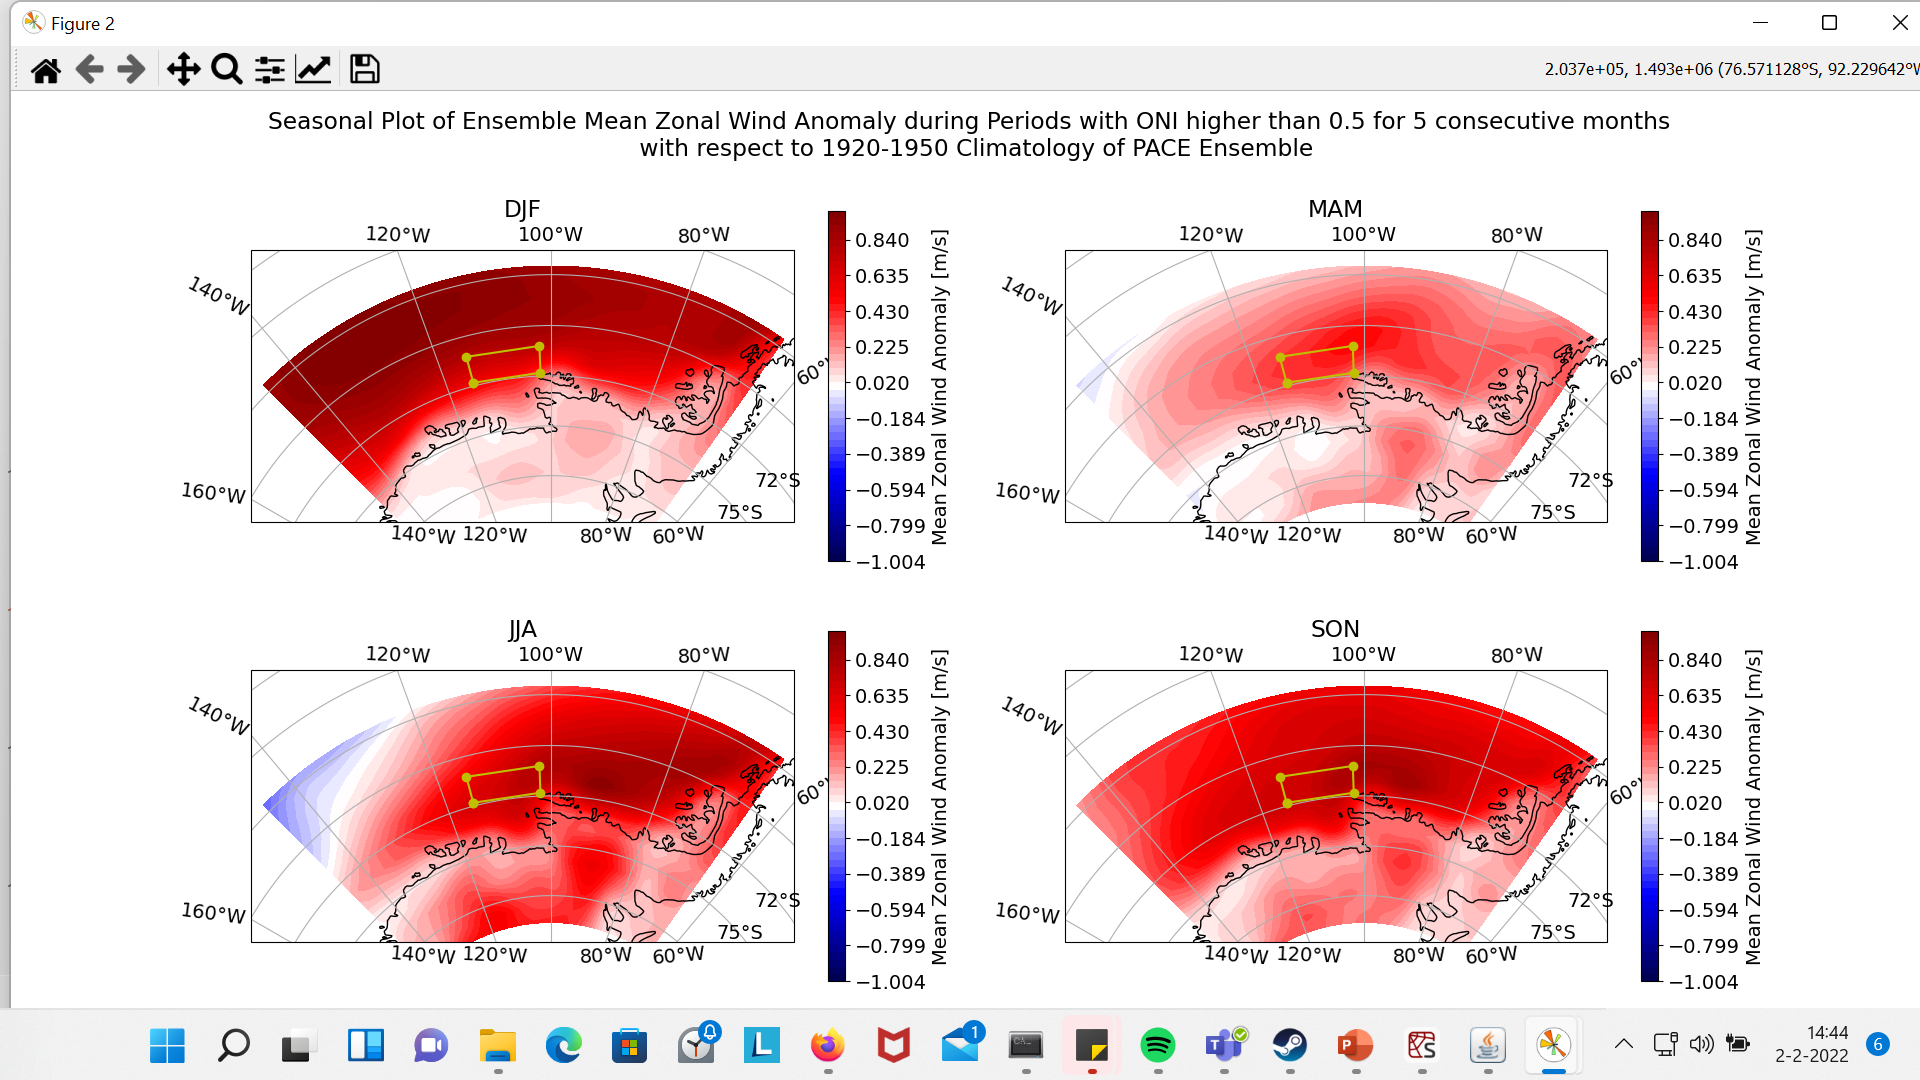 Figure 2
2.037e+05, 1.493e+06 (76.571128°S, 92.229642°W
Seasonal Plot of Ensemble Mean Zonal Wind Anomaly during Periods with ONI higher than 0.5 for 5 consecutive months
with respect to 1920-1950 Climatology of PACE Ensemble
DJF
120°W 100°W 80°W
140°W
160°W
60°
72°S
75°S
140°W 120°W 80°W 60°W
0.840
0.635
0.430
0.225
0.020
−0.184
−0.389
−0.594
−0.799
−1.004
Mean Zonal Wind Anomaly [m/s]
MAM
120°W 100°W 80°W
140°W
160°W
60°
72°S
75°S
140°W 120°W 80°W 60°W
0.840
0.635
0.430
0.225
0.020
−0.184
−0.389
−0.594
−0.799
−1.004
Mean Zonal Wind Anomaly [m/s]
JJA
120°W 100°W 80°W
140°W
160°W
60°
72°S
75°S
140°W 120°W 80°W 60°W
0.840
0.635
0.430
0.225
0.020
−0.184
−0.389
−0.594
−0.799
−1.004
Mean Zonal Wind Anomaly [m/s]
SON
120°W 100°W 80°W
140°W
160°W
60°
72°S
75°S
140°W 120°W 80°W 60°W
0.840
0.635
0.430
0.225
0.020
−0.184
−0.389
−0.594
−0.799
−1.004
Mean Zonal Wind Anomaly [m/s]
L
1
P
14:44
2-2-2022
6